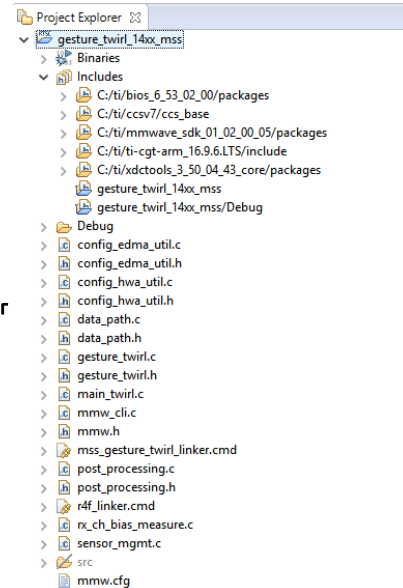 Project Explorer
gesture_twirl_14xx_mss
Binaries
Includes
C:/ti/bios_6_53_02_00/packages
C:/ti/ccsv7/ccs_base
C:/ti/mmwave_sdk_01_02_00_05/packages
C:/ti/ti-cgt-arm_16.9.6.LTS/include
C:/ti/xdctools_3_50_04_43_core/packages
gesture_twirl_14xx_mss
gesture_twirl_14xx_mss/Debug
Debug
config_edma_util.c
config_edma_util.h
config_hwa_util.c
config_hwa_util.h
r
data_path.c
data_path.h
gesture_twirl.c
gesture_twirl.h
main_twirl.c
mmw_cli.c
mmw.h
mss_gesture_twirl_linker.cmd
post_processing.c
post_processing.h
r4f_linker.cmd
rx_ch_bias_measure.c
sensor_mgmt.c
src
mmw.cfg